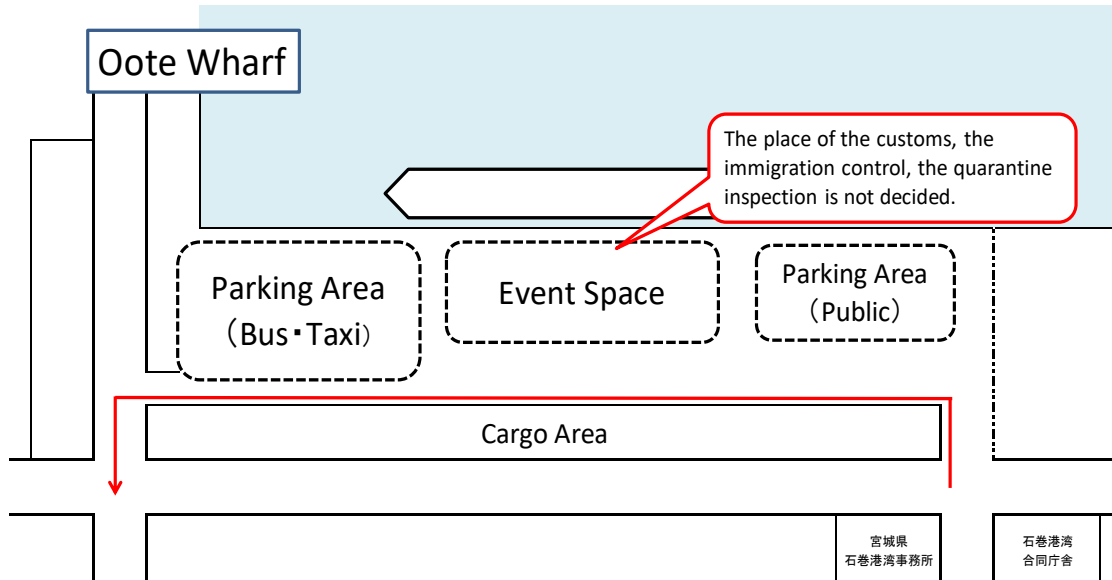 Oote Wharf
The place of the customs, the
immigration control, the quarantine
inspection is not decided.
Parking Area
（Bus・Taxi）
Event Space
Parking Area
（Public）
Cargo Area
宮城県
石巻港湾事務所
石巻港湾
合同庁舎